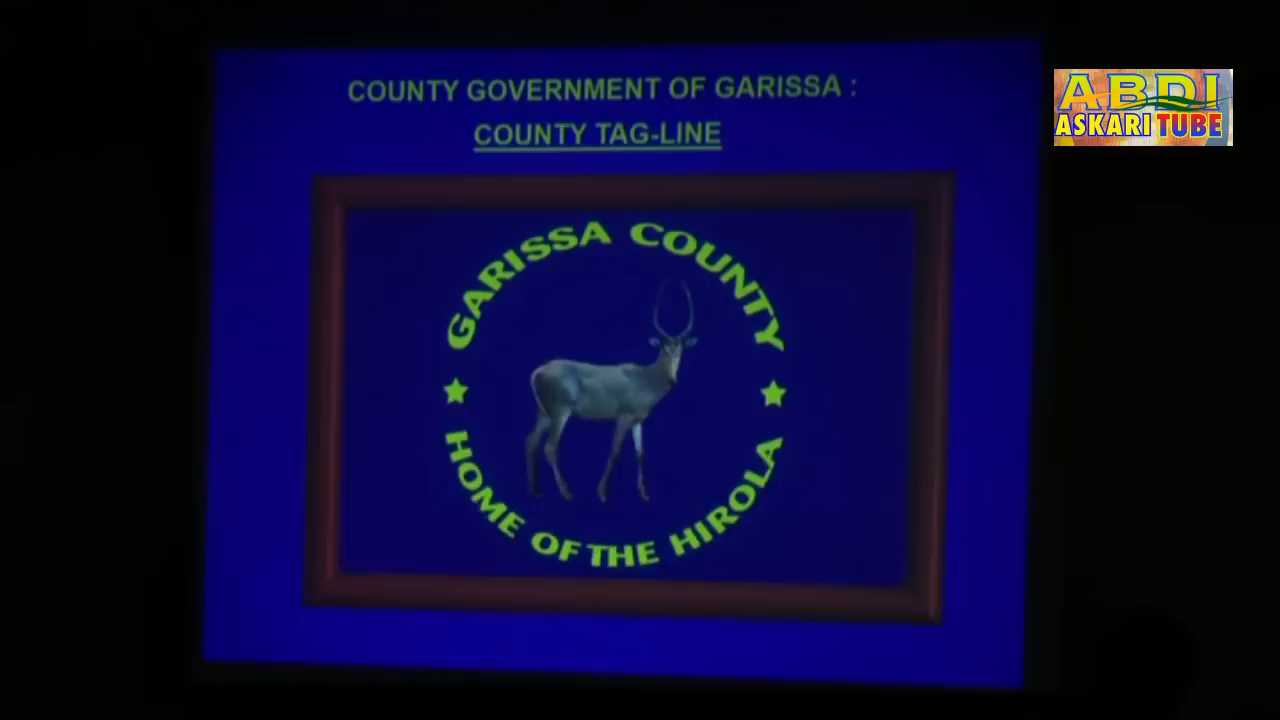 COUNTY GOVERNMENT OF GARISSA :
COUNTY TAG-LINE
GARISSA COUNTY
HOME OF THE HIROLA
ABDI
ASKARI TUBE